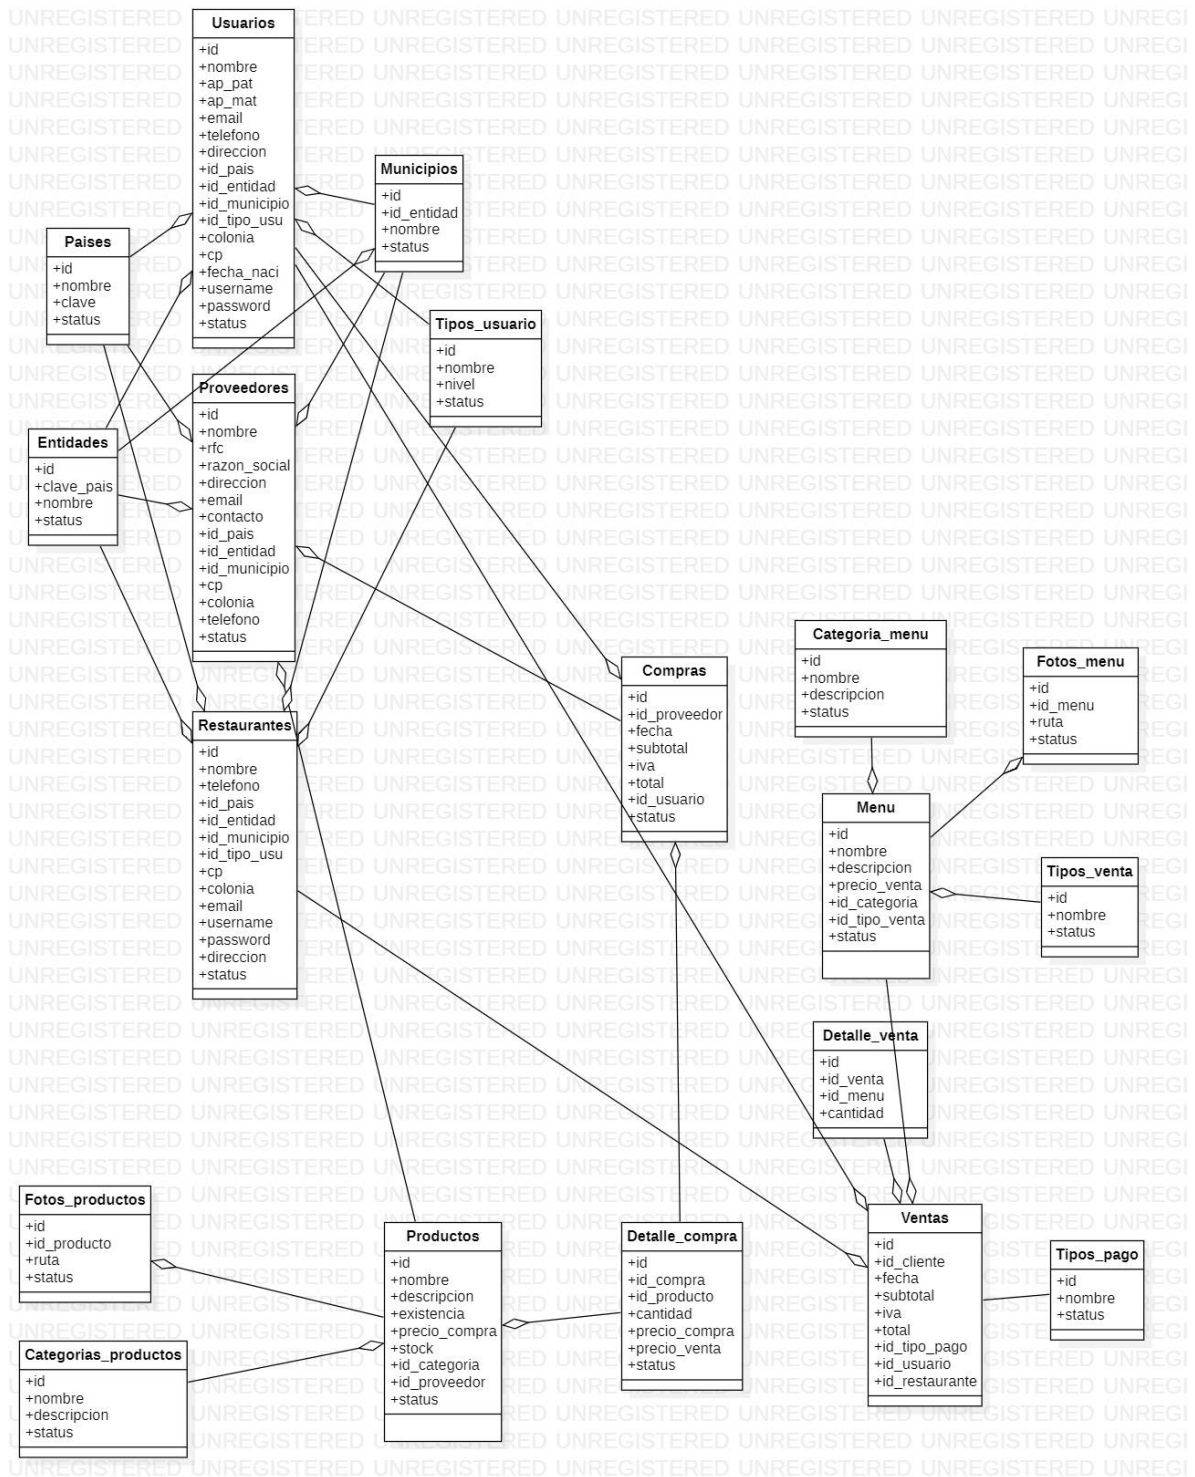 Usuarios
+id
+nombre
+ap_pat
+ap_mat
+email
+telefono
+direccion
+id_pais
+id_entidad
+id_municipio
+id_tipo_usu
+colonia
+cp
+fecha_naci
+username
+password
+status
Municipios
+id
+id_entidad
+nombre
+status
Paises
+id
+nombre
+clave
+status
Tipos_usuario
+id
+nombre
+nivel
+status
Proveedores
+id
+nombre
+rfc
+razon_social
+direccion
+email
+contacto
+id_pais
+id_entidad
+id_municipio
+cp
+colonia
+telefono
+status
Entidades
+id
+clave_pais
+nombre
+status
Categoria_menu
+id
+nombre
+descripcion
+status
Fotos_menu
+id
+id_menu
+ruta
+status
Compras
+id
+id_proveedor
+fecha
+subtotal
+iva
+total
+id_usuario
+status
Restaurantes
+id
+nombre
+telefono
+id_pais
+id_entidad
+id_municipio
+id_tipo_usu
+cp
+colonia
+email
+username
+password
+direccion
+status
Menu
+id
+nombre
+descripcion
+precio_venta
+id_categoria
+id_tipo_venta
+status
Tipos_venta
+id
+nombre
+status
Detalle_venta
+id
+id_venta
+id_menu
+cantidad
Fotos_productos
+id
+id_producto
+ruta
+status
Productos
+id
+nombre
+descripcion
+existencia
+precio_compra
+stock
+id_categoria
+id_proveedor
+status
Detalle_compra
+id
+id_compra
+id_producto
+cantidad
+precio_compra
+precio_venta
+status
Ventas
+id
+id_cliente
+fecha
+subtotal
+iva
+total
+id_tipo_pago
+id_usuario
+id_restaurante
Tipos_pago
+id
+nombre
+status
Categorias_productos
+id
+nombre
+descripcion
+status
UNREGISTERED